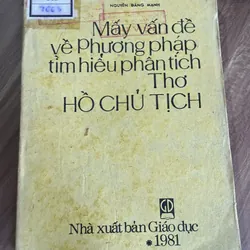 NGUYỄN ĐĂNG MẠNH
Mấy vấn đề
về Phương pháp
tìm hiểu phân tích
Thơ
HỒ CHỦ TỊCH
GD
Nhà xuất bản Giáo dục
1981